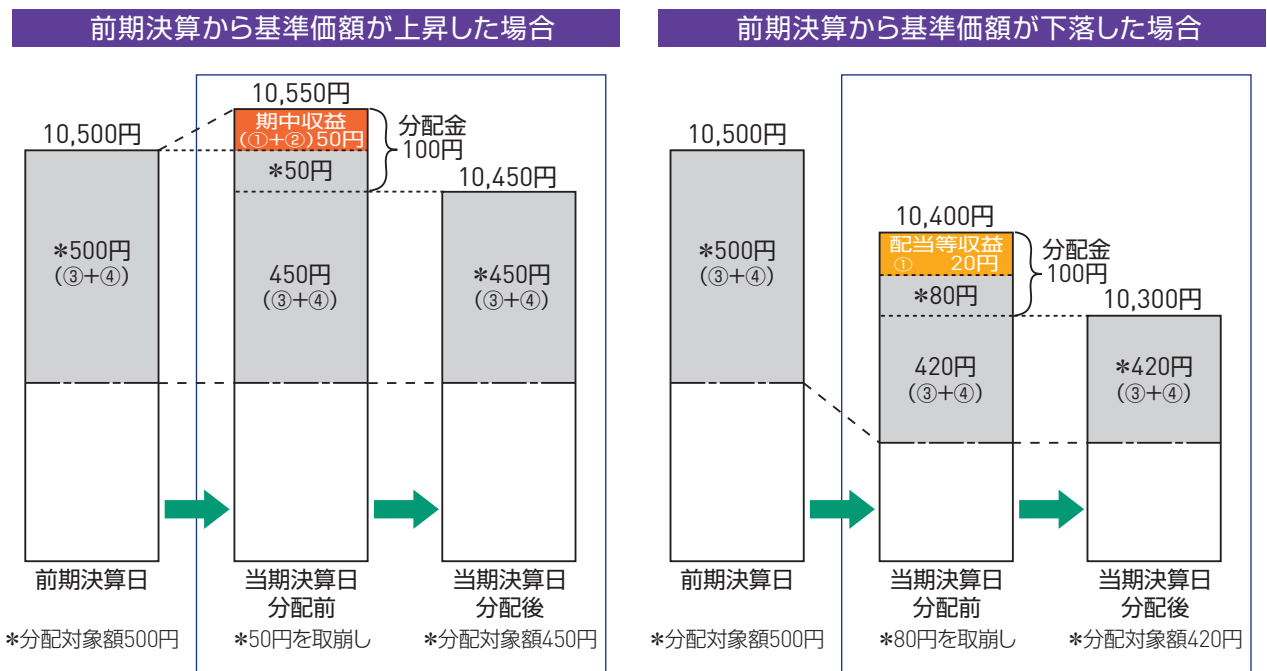 前期決算から基準価額が上昇した場合
10,500円
*500円
(③+④)
10,550円
期中収益
(①+②)50円
*50円
450円
(③+④)
分配金
100円
10,450円
*450円
(③+④)
前期決算日
当期決算日
分配前
当期決算日
分配後
*分配対象額500円
*50円を取崩し
*分配対象額450円
前期決算から基準価額が下落した場合
10,500円
*500円
(③+④)
10,400円
配当等収益
① 20円
*80円
420円
(③+④)
分配金
100円
10,300円
*420円
(③+④)
前期決算日
当期決算日
分配前
当期決算日
分配後
*分配対象額500円
*80円を取崩し
*分配対象額420円